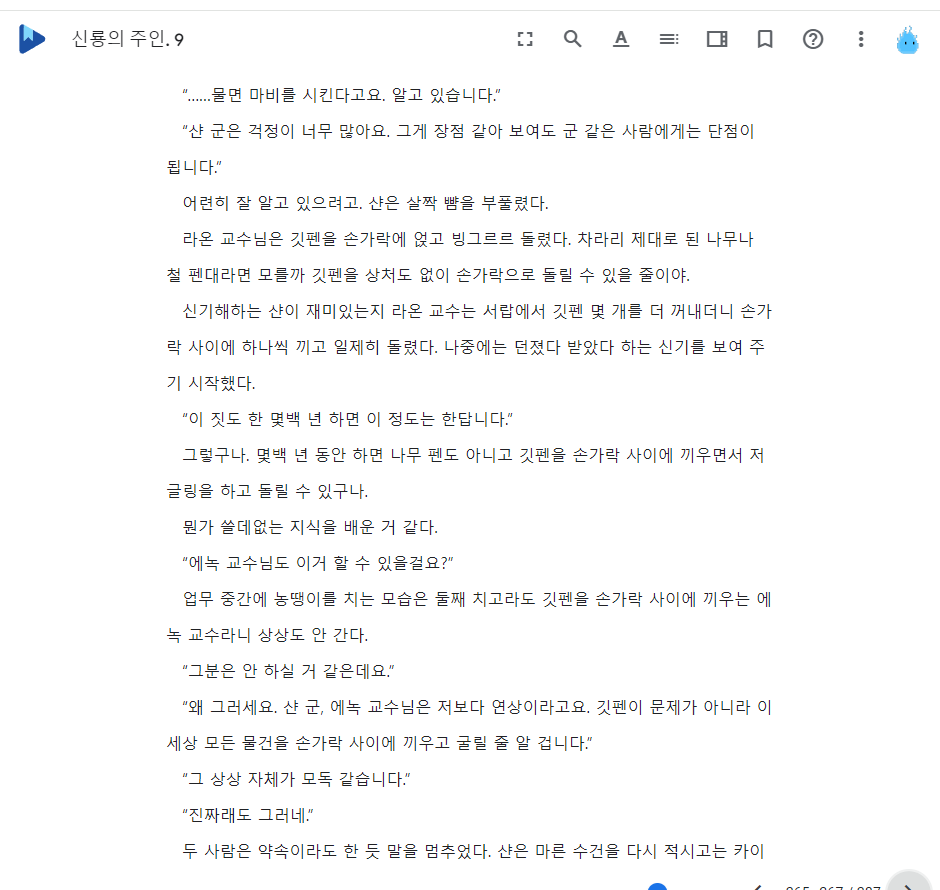 신룡의 주인. 9
“……물면 마비를 시킨다고요. 알고 있습니다.”
“샨 군은 걱정이 너무 많아요. 그게 장점 같아 보여도 군 같은 사람에게는 단점이
됩니다.”
어련히 잘 알고 있으려고. 샨은 살짝 뺨을 부풀렸다.
라온 교수님은 깃펜을 손가락에 얹고 빙그르르 돌렸다. 차라리 제대로 된 나무나
철 펜대라면 모를까 깃펜을 상처도 없이 손가락으로 돌릴 수 있을 줄이야.
신기해하는 샨이 재미있는지 라온 교수는 서랍에서 깃펜 몇 개를 더 꺼내더니 손가
락 사이에 하나씩 끼고 일제히 돌렸다. 나중에는 던졌다 받았다 하는 신기를 보여 주
기 시작했다.
“이 짓도 한 몇백 년 하면 이 정도는 한답니다.”
그렇구나. 몇백 년 동안 하면 나무 펜도 아니고 깃펜을 손가락 사이에 끼우면서 저
글링을 하고 돌릴 수 있구나.
뭔가 쓸데없는 지식을 배운 거 같다.
“에녹 교수님도 이거 할 수 있을걸요?”
업무 중간에 농땡이를 치는 모습은 둘째 치고라도 깃펜을 손가락 사이에 끼우는 에
녹 교수라니 상상도 안 간다.
“그분은 안 하실 거 같은데요.”
“왜 그러세요. 샨 군, 에녹 교수님은 저보다 연상이라고요. 깃펜이 문제가 아니라 이
세상 모든 물건을 손가락 사이에 끼우고 굴릴 줄 알 겁니다.”
“그 상상 자체가 모독 같습니다.”
“진짜래도 그러네.”
두 사람은 약속이라도 한 듯 말을 멈추었다. 샨은 마른 수건을 다시 적시고는 카이